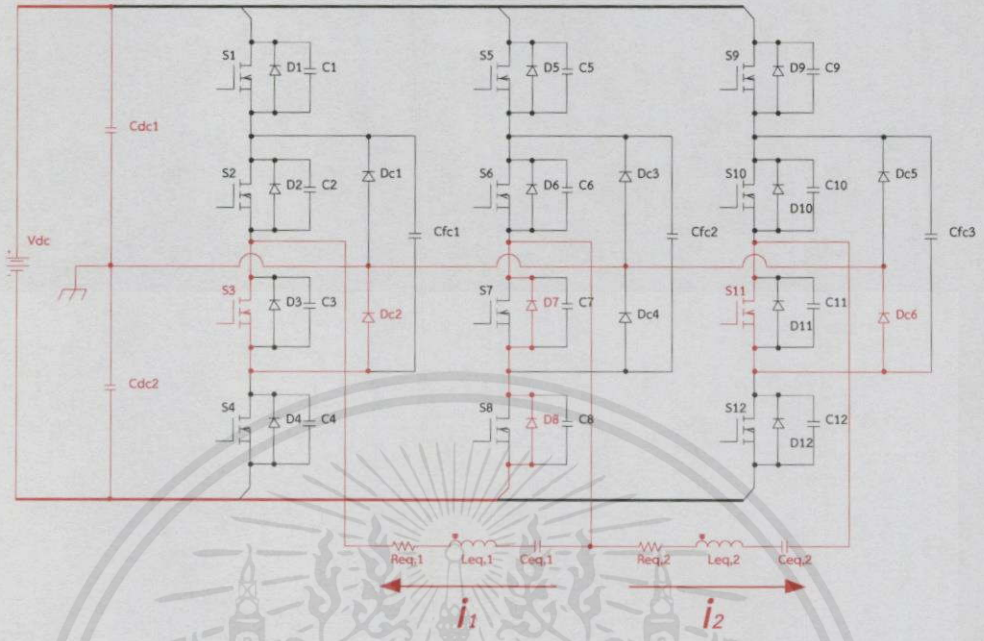 S1 D1 C1 S5 D5 C5 S9 D9 C9
Cdc1
S2 D2 C2 Dc1 S6 D6 C6 Dc3 S10 C10 Dc5
D10
Vdc Cfc1 Cfc2 Cfc3
+
-
S3 D3 C3 Dc2 S7 D7 C7 Dc4 S11 C11 Dc6
D11
Cdc2
S4 D4 C4 S8 D8 C8 S12 C12
D12
Req,1 Leq,1 Ceq,1 Req,2 Leq,2 Ceq,2
i1 i2